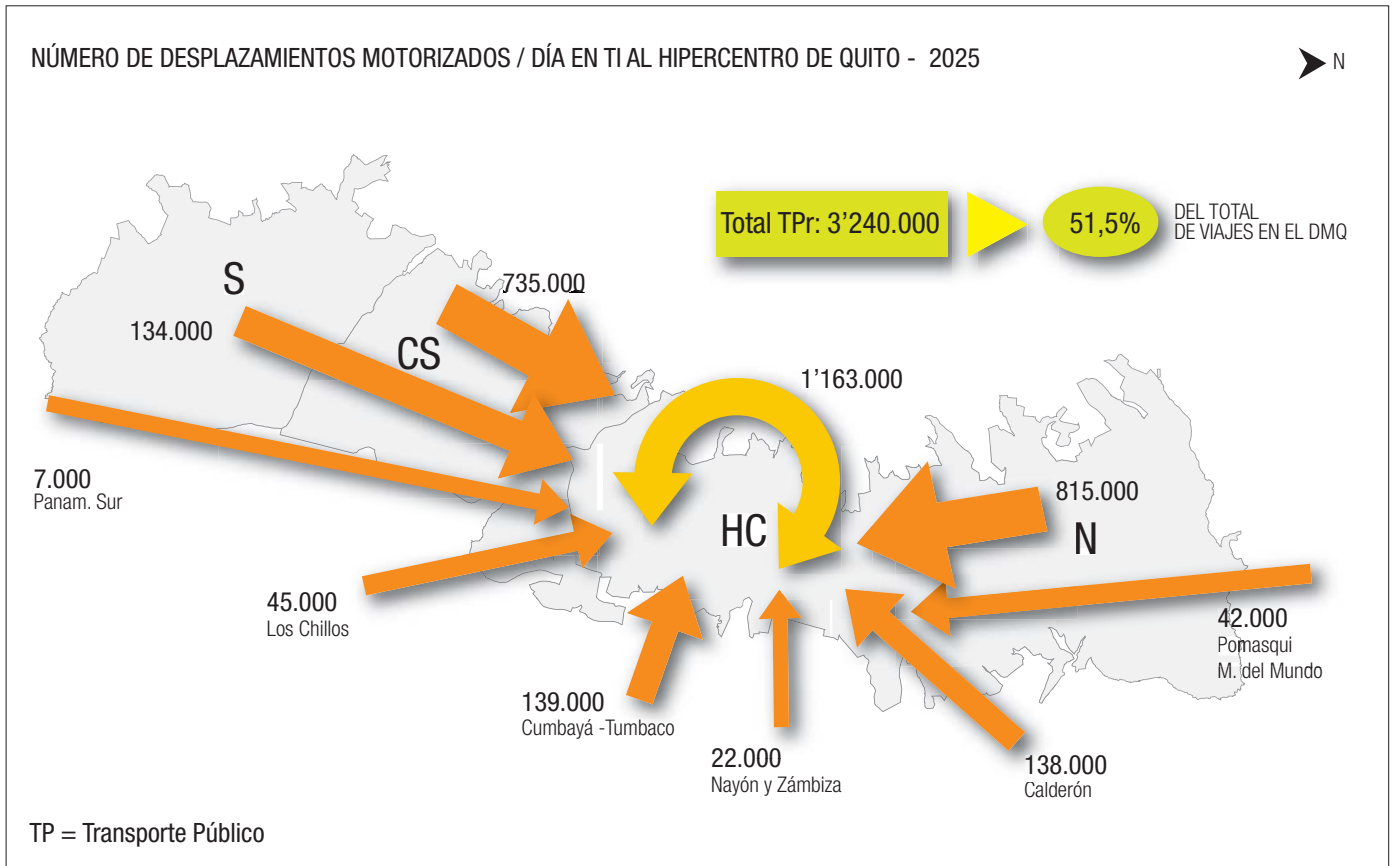 NÚMERO DE DESPLAZAMIENTOS MOTORIZADOS / DÍA EN TI AL HIPERCENTRO DE QUITO - 2025
N
Total TPr: 3’240.000
51,5%
DEL TOTAL
DE VIAJES EN EL DMQ
S
735.000
134.000
CS
1’163.000
7.000
Panam. Sur
815.000
HC
N
45.000
Los Chillos
42.000
Pomasqui
M. del Mundo
139.000
Cumbayá -Tumbaco
22.000
Nayón y Zámbiza
138.000
Calderón
TP = Transporte Público